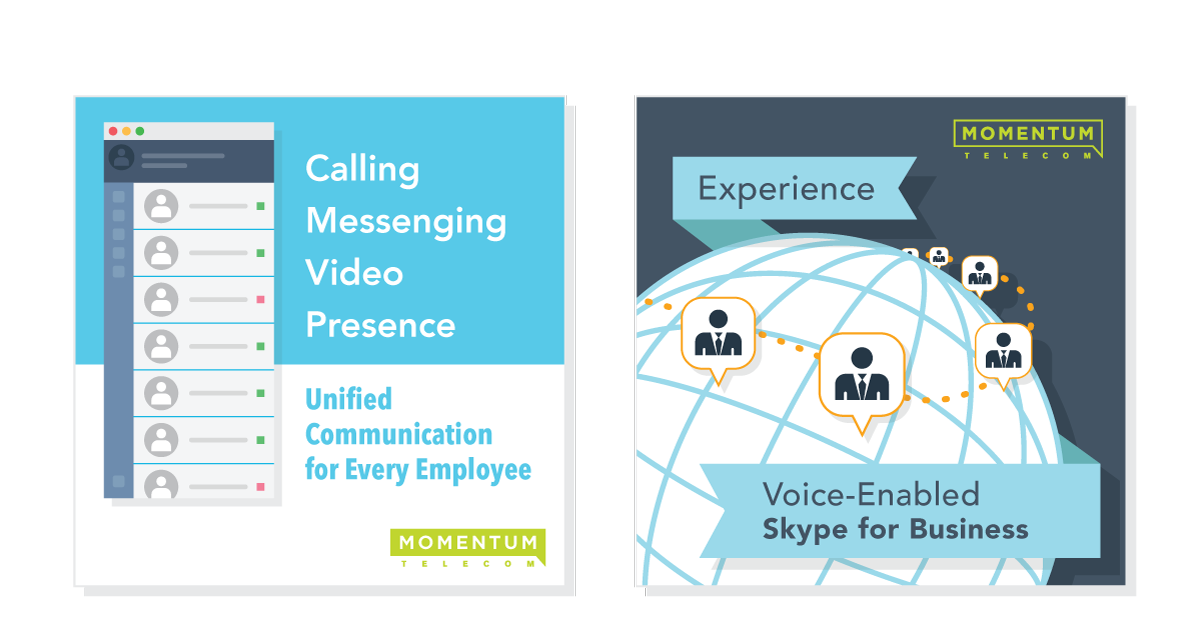 Calling
Messenging
Video
Presence
Unified
Communication
for Every Employee
MOMENTUM
TELECOM
MOMENTUM
TELECOM
Experience
Voice-Enabled
Skype for Business